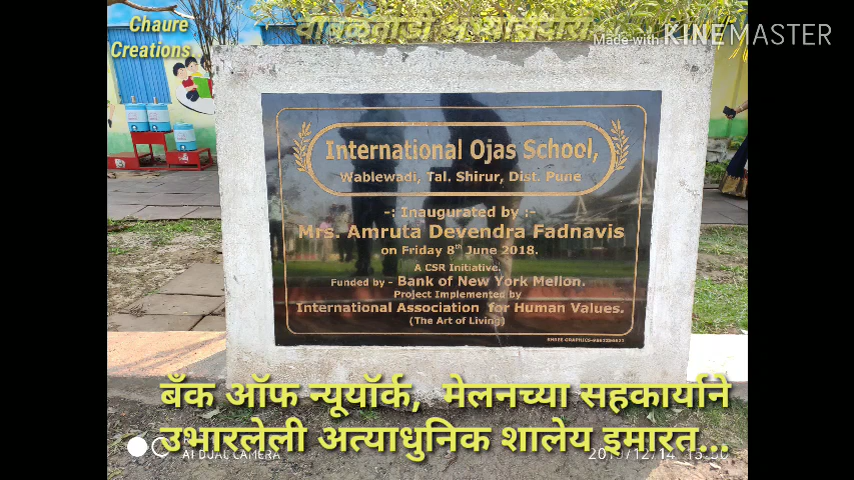 Chaure
Creations
वाबळेवाडी
Made with KINEMASTER
International Ojas School,
Wablewadi, Tal. Shirur, Dist. Pune
-: Inaugurated by :-
Mrs. Amruta Devendra Fadnavis
on Friday 8th June 2018.
A CSR Initiative.
Funded by - Bank of New York Mellon.
Project Implemented by
International Association for Human Values.
(The Art of Living)
बँक ऑफ न्यूयॉर्क, मेलनच्या सहकार्याने
उभारलेली अत्याधुनिक शालेय इमारत...
AI DUAL CAMERA